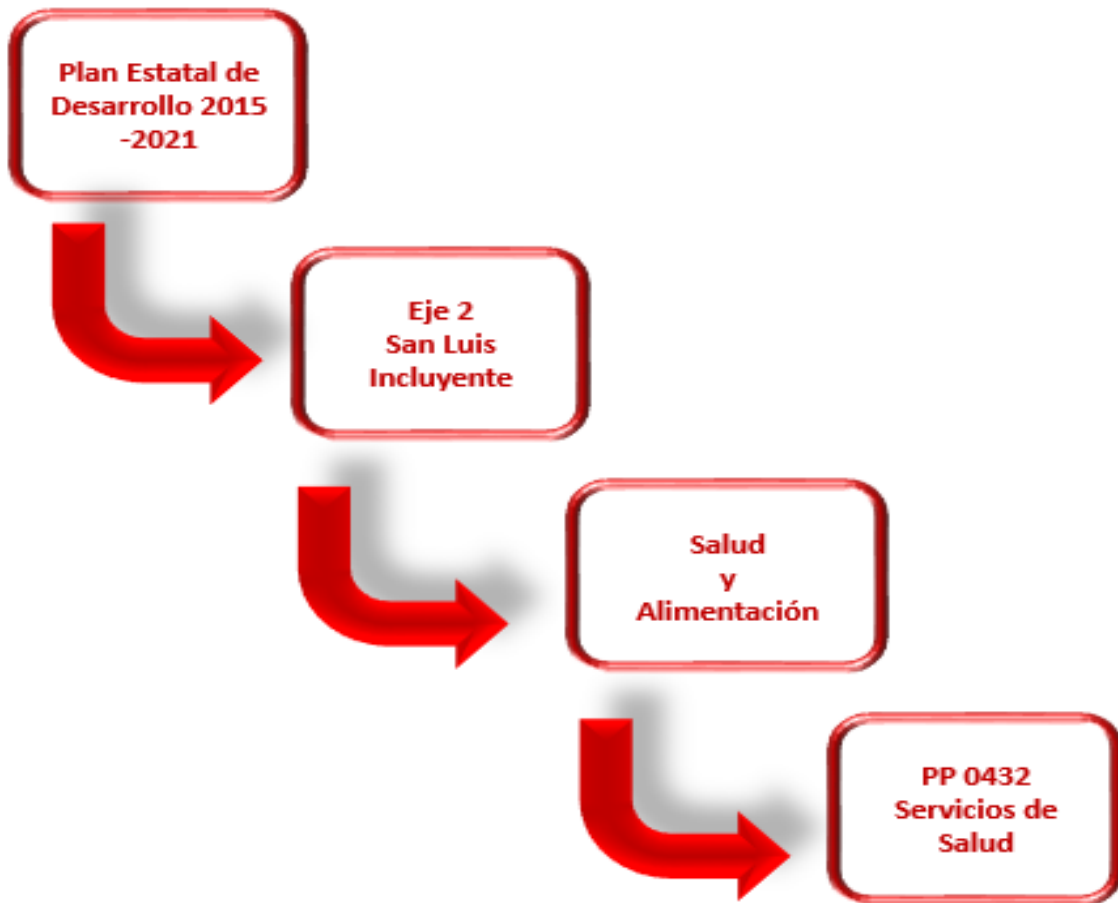 Plan Estatal de
Desarrollo 2015
-2021
Eje 2
San Luis
Incluyente
Salud
y
Alimentación
PP 0432
Servicios de
Salud